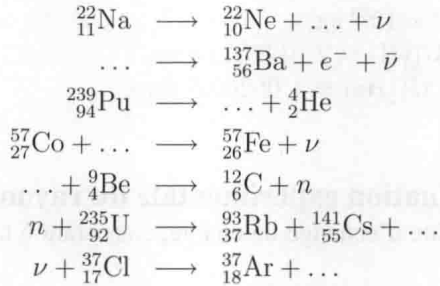 ²²₁₁Na ⟶ ²²₁₀Ne + … + ν
… ⟶ ¹³⁷₅₆Ba + e⁻ + ν̄
²³⁹₉₄Pu ⟶ … + ⁴₂He
⁵⁷₂₇Co + … ⟶ ⁵⁷₂₆Fe + ν
… + ⁹₄Be ⟶ ¹²₆C + n
n + ²³⁵₉₂U ⟶ ⁹³₃₇Rb + ¹⁴¹₅₅Cs + …
ν + ³⁷₁₇Cl ⟶ ³⁷₁₈Ar + …